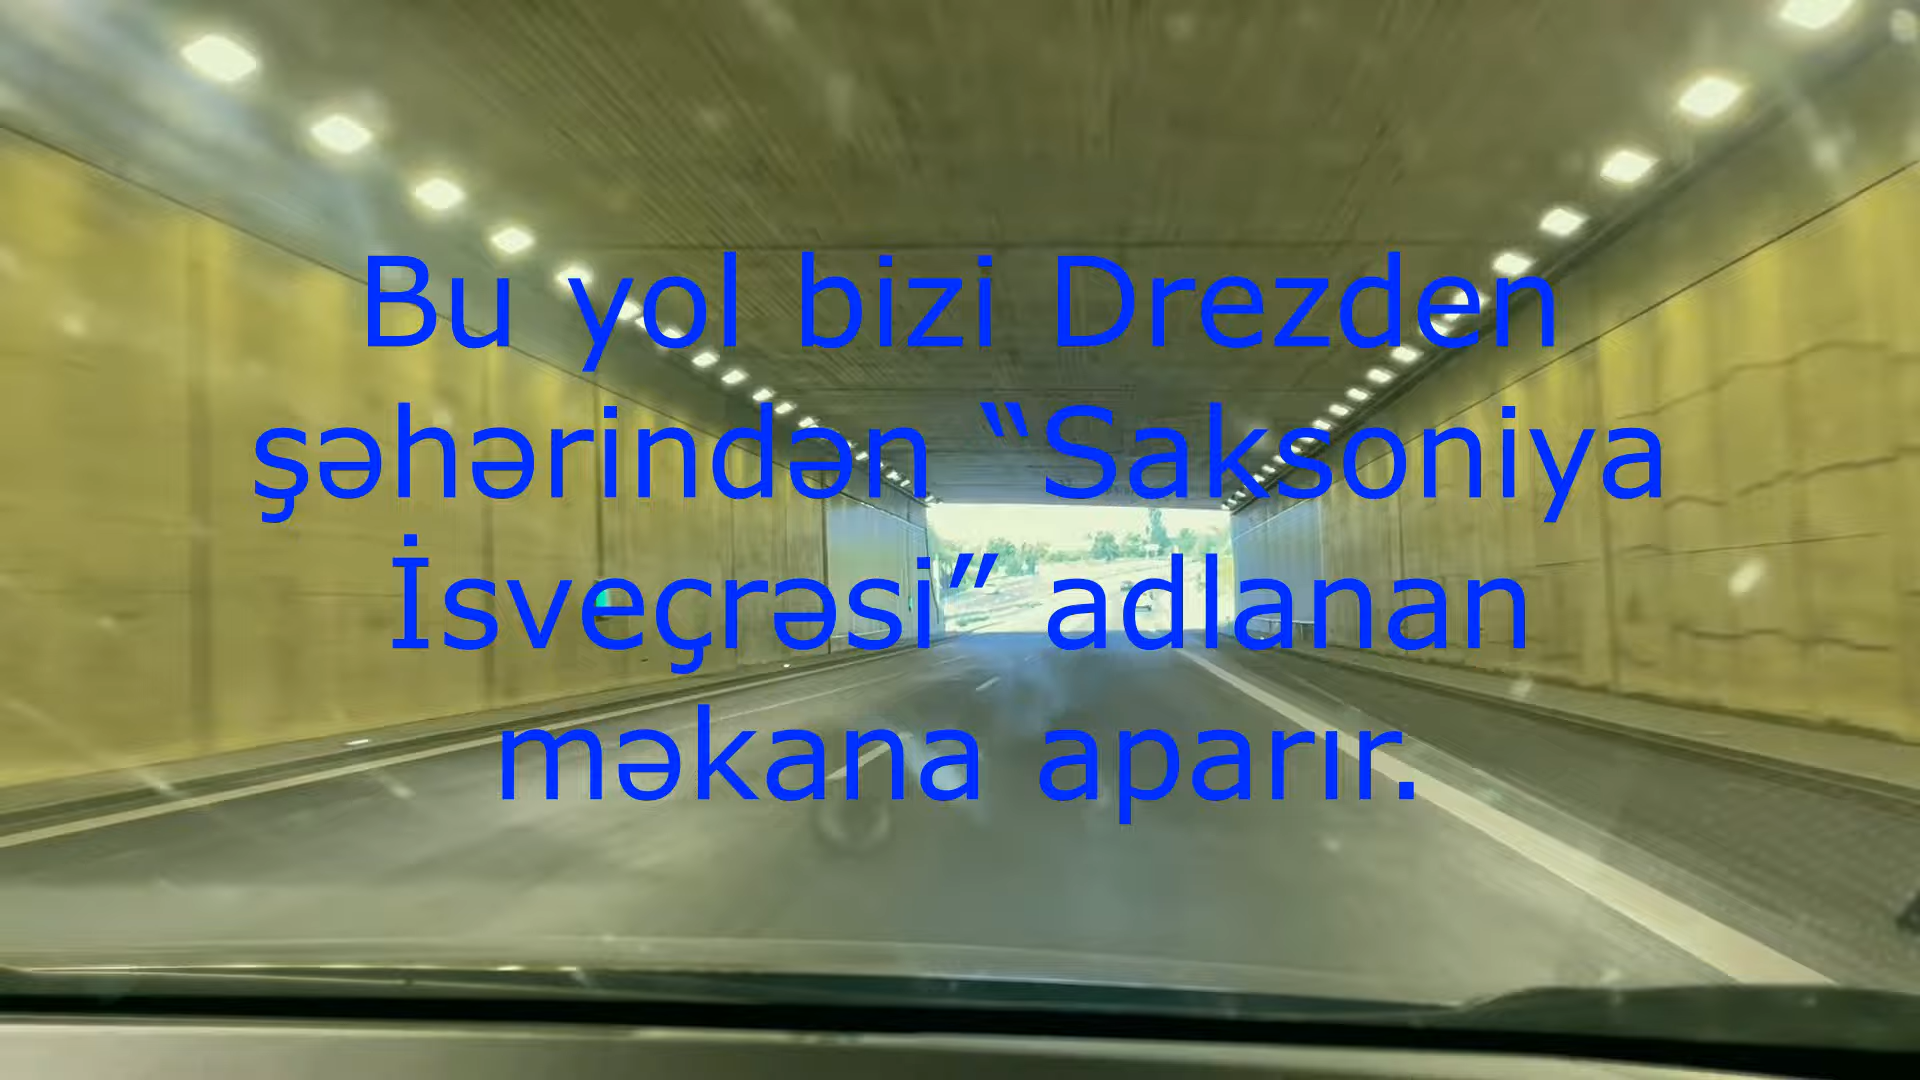 Bu yol bizi Drezden
şəhərindən “Saksoniya
İsveçrəsi” adlanan
məkana aparır.